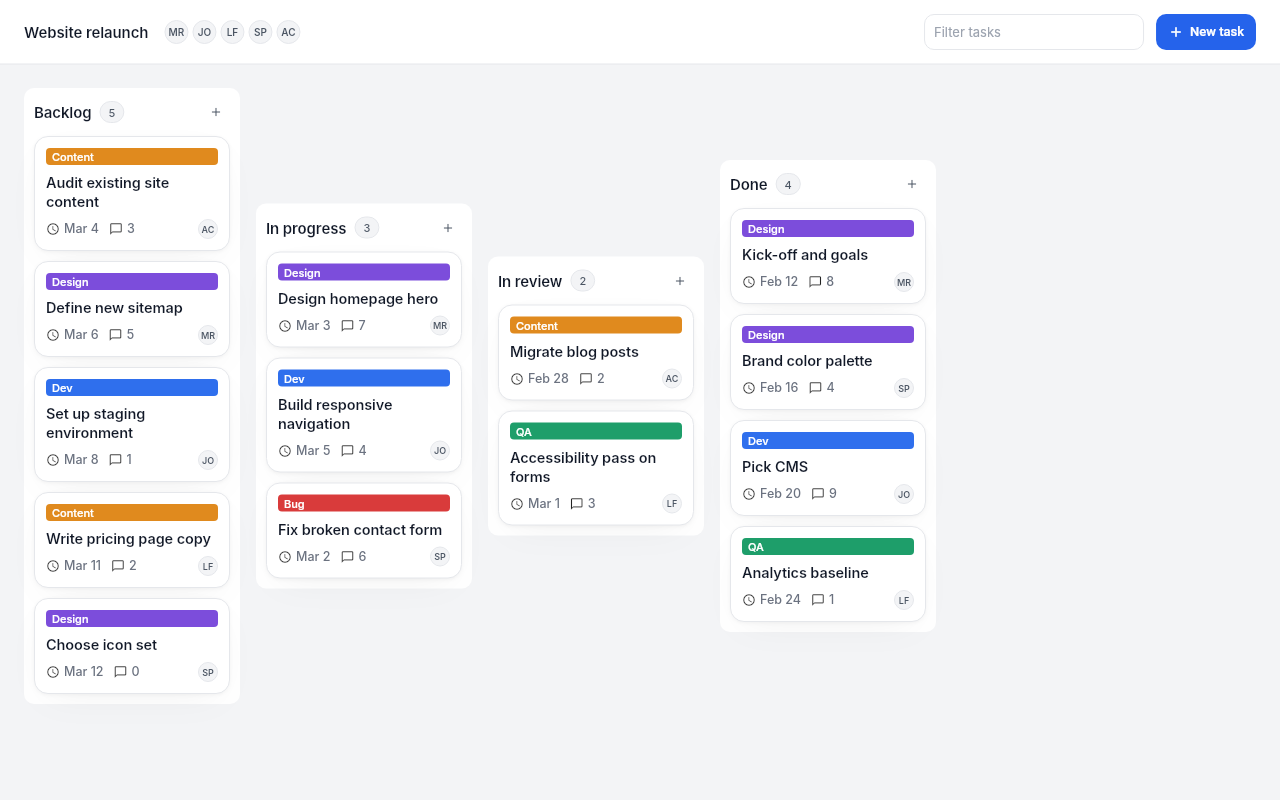 Website relaunch
MR JO LF SP AC
Filter tasks
+ New task
Backlog 5 +
Content
Audit existing site
content
Mar 4 3 AC
Design
Define new sitemap
Mar 6 5 MR
Dev
Set up staging
environment
Mar 8 1 JO
Content
Write pricing page copy
Mar 11 2 LF
Design
Choose icon set
Mar 12 0 SP
In progress 3 +
Design
Design homepage hero
Mar 3 7 MR
Dev
Build responsive
navigation
Mar 5 4 JO
Bug
Fix broken contact form
Mar 2 6 SP
In review 2 +
Content
Migrate blog posts
Feb 28 2 AC
QA
Accessibility pass on
forms
Mar 1 3 LF
Done 4 +
Design
Kick-off and goals
Feb 12 8 MR
Design
Brand color palette
Feb 16 4 SP
Dev
Pick CMS
Feb 20 9 JO
QA
Analytics baseline
Feb 24 1 LF